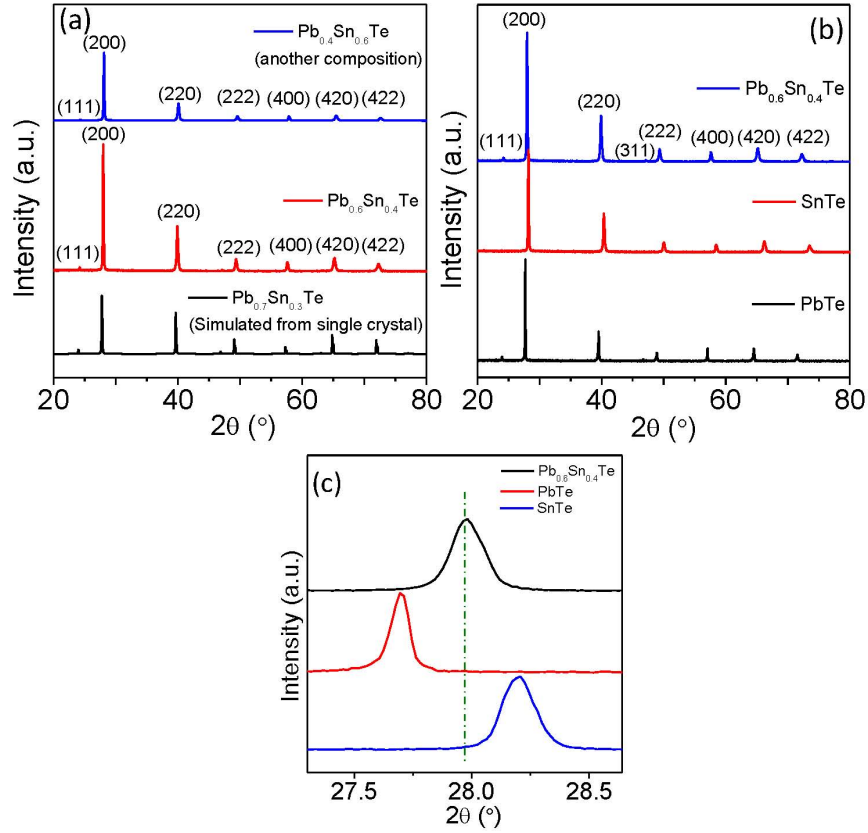 (a)
Pb0.4Sn0.6Te
(another composition)
(200)
(111)
(220)
(222) (400) (420) (422)
(200)
Pb0.6Sn0.4Te
(220)
(111)
(222)
(400) (420) (422)
Pb0.7Sn0.3Te
(Simulated from single crystal)
Intensity (a.u.)
20 40 60 80
2θ (°)
(b)
(200)
Pb0.6Sn0.4Te
(220)
(111)
(311)
(222)
(400) (420) (422)
SnTe
PbTe
Intensity (a.u.)
20 40 60 80
2θ (°)
(c)
Pb0.6Sn0.4Te
PbTe
SnTe
Intensity (a.u.)
27.5 28.0 28.5
2θ (°)